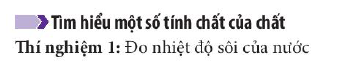 Tìm hiểu một số tính chất của chất
Thí nghiệm 1: Đo nhiệt độ sôi của nước